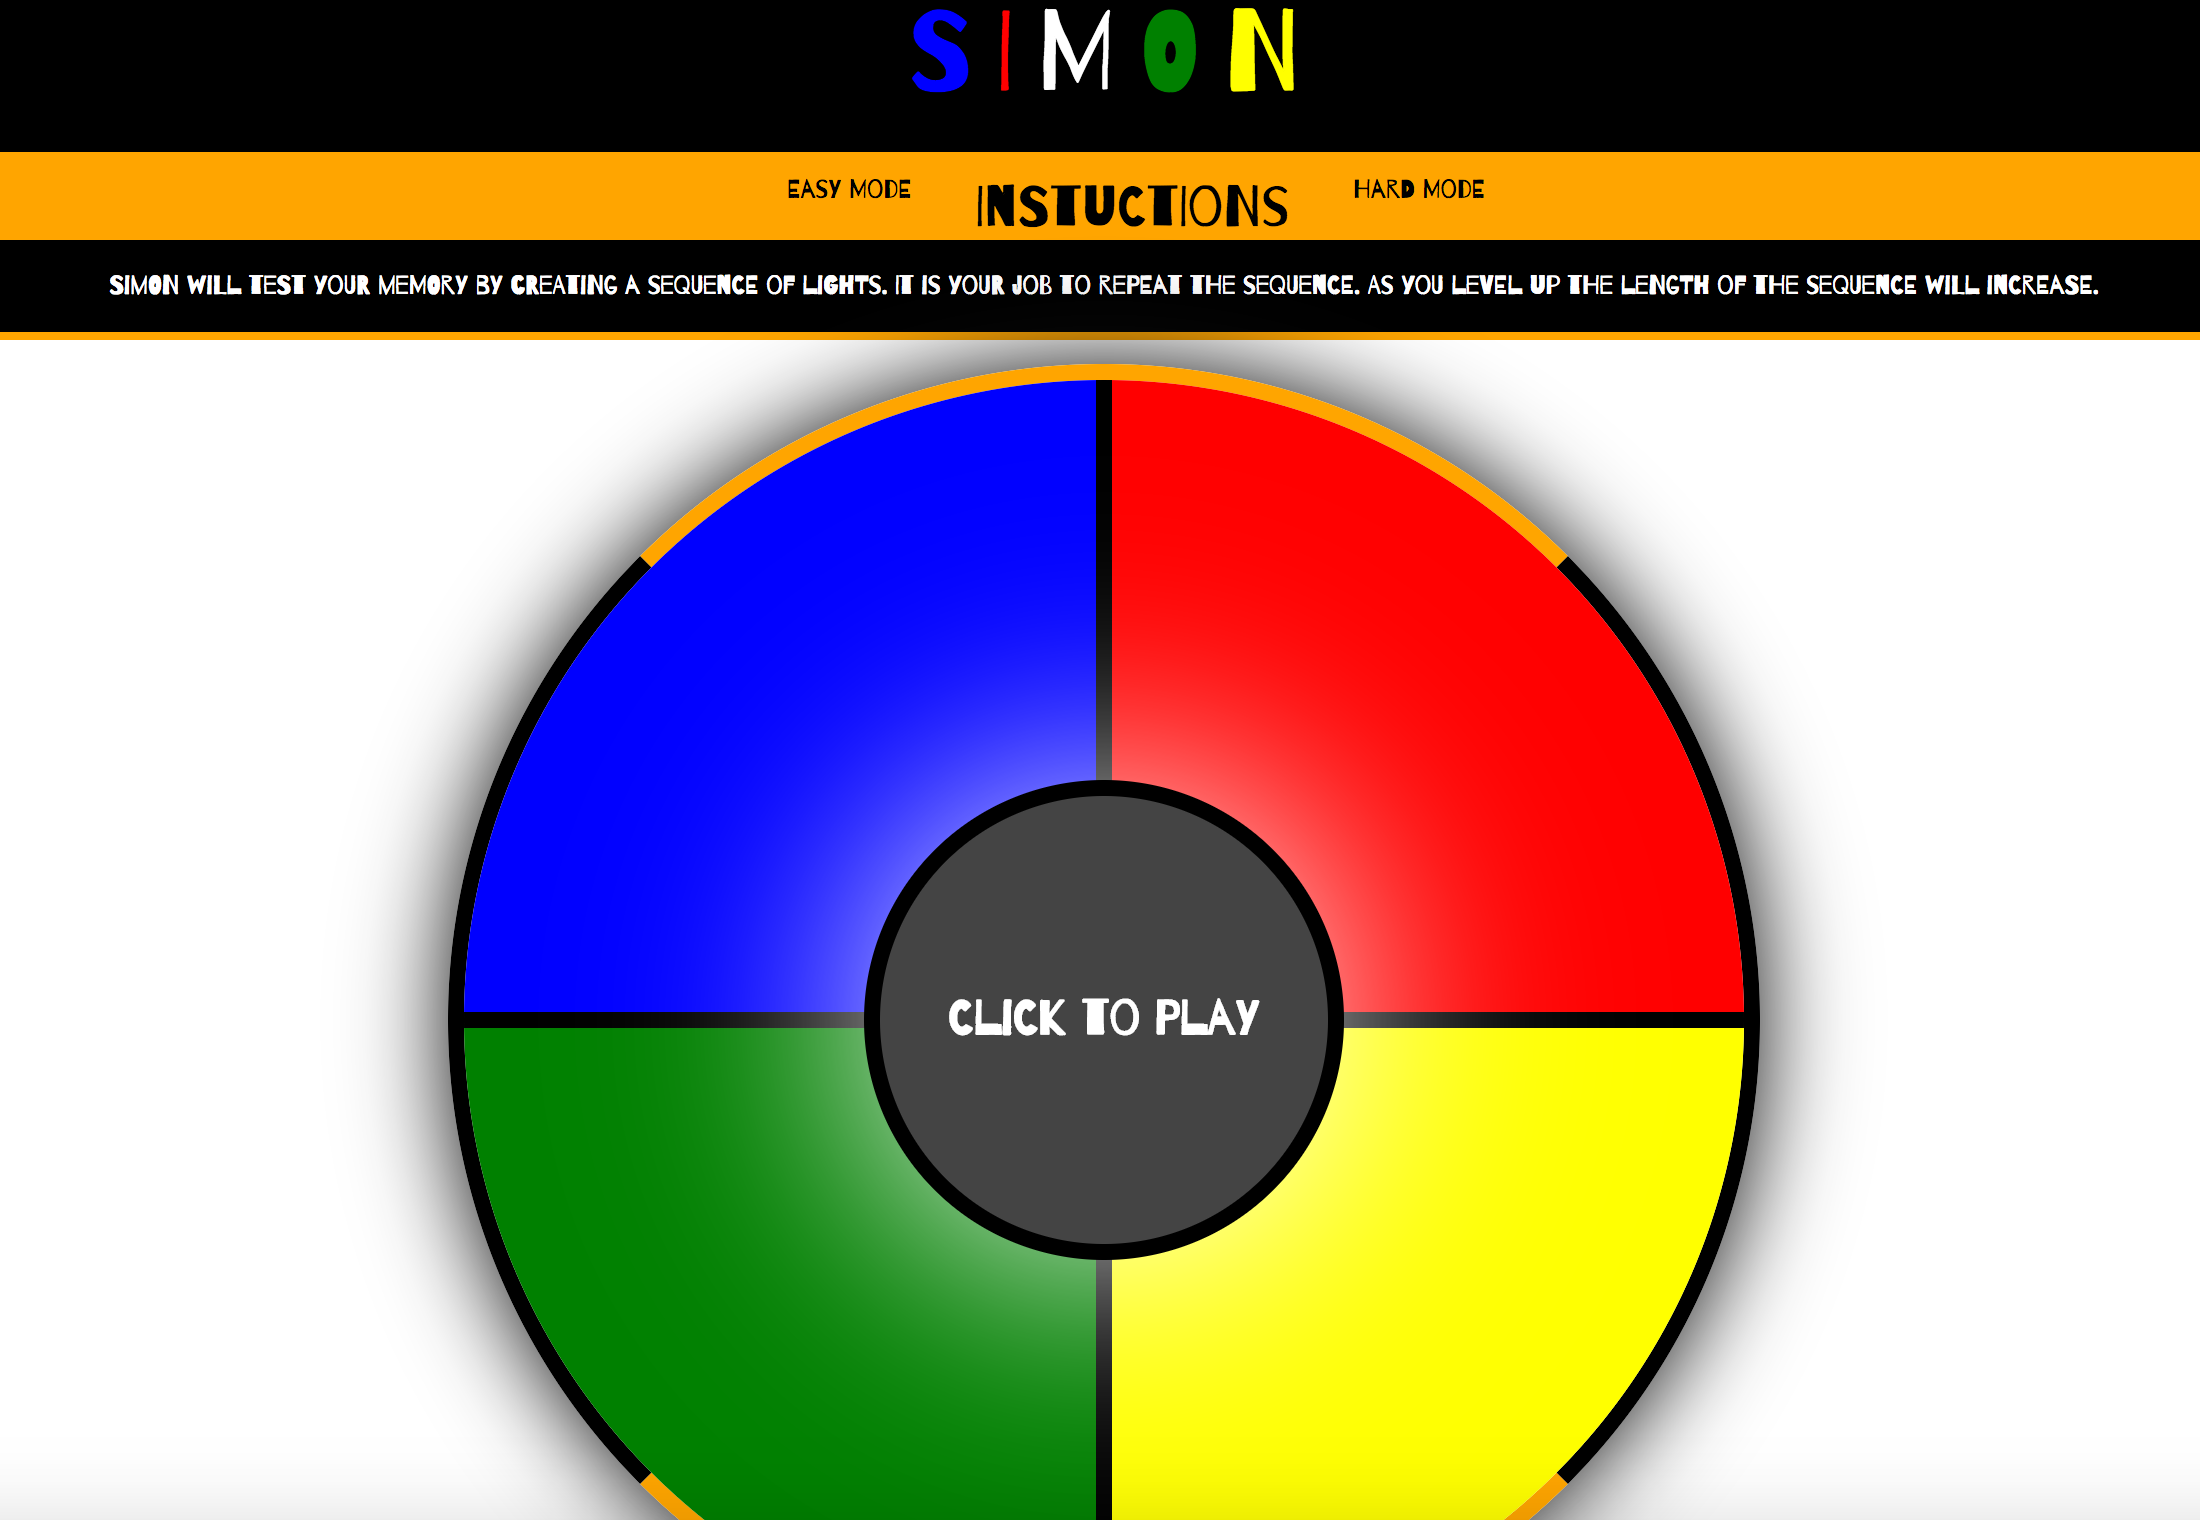 SIMON
EASY MODE INSTUCTIONS HARD MODE
SIMON WILL TEST YOUR MEMORY BY CREATING A SEQUENCE OF LIGHTS. IT IS YOUR JOB TO REPEAT THE SEQUENCE. AS YOU LEVEL UP THE LENGTH OF THE SEQUENCE WILL INCREASE.
CLICK TO PLAY